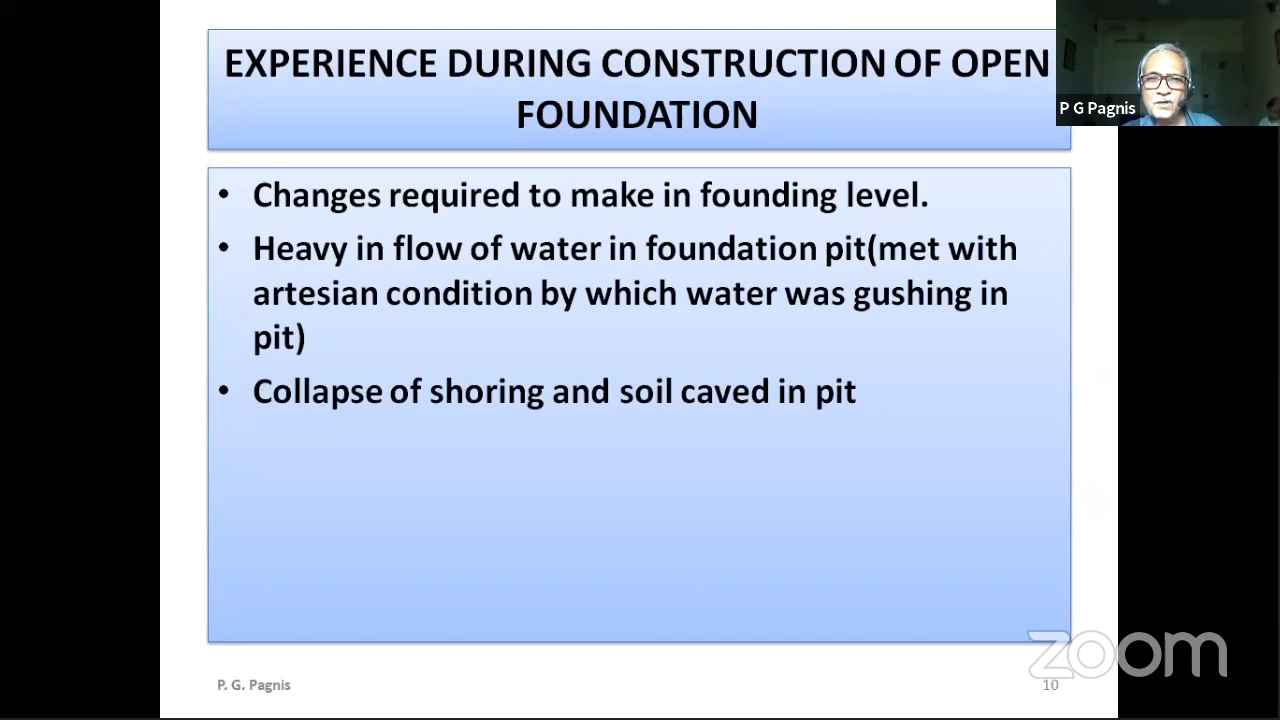 EXPERIENCE DURING CONSTRUCTION OF OPEN
FOUNDATION
P G Pagnis
• Changes required to make in founding level.
• Heavy in flow of water in foundation pit(met with
artesian condition by which water was gushing in
pit)
• Collapse of shoring and soil caved in pit
zoom
P. G. Pagnis
10